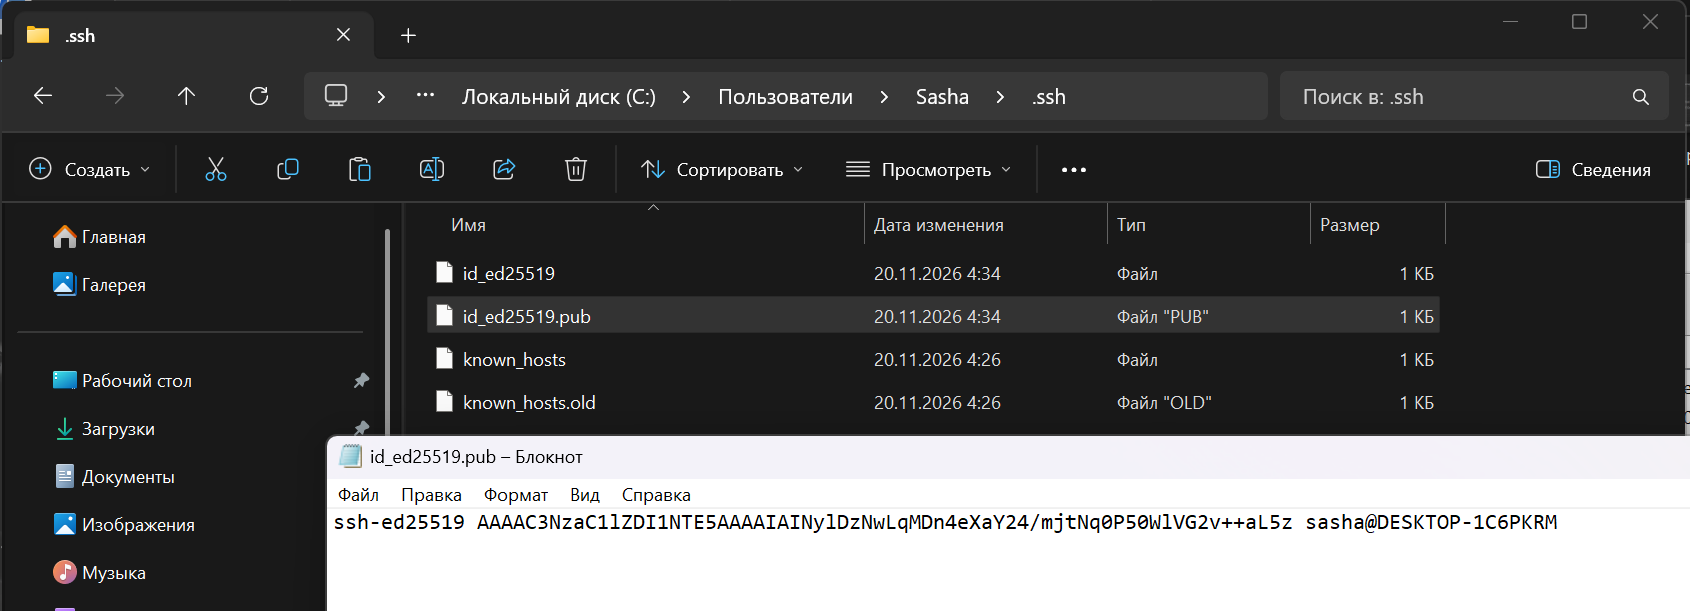 .ssh
Локальный диск (C:) Пользователи Sasha .ssh
Поиск в: .ssh
Создать Сортировать Просмотреть Сведения
Главная
Галерея
Рабочий стол
Загрузки
Документы
Изображения
Музыка
Имя Дата изменения Тип Размер
id_ed25519 20.11.2026 4:34 Файл 1 КБ
id_ed25519.pub 20.11.2026 4:34 Файл "PUB" 1 КБ
known_hosts 20.11.2026 4:26 Файл 1 КБ
known_hosts.old 20.11.2026 4:26 Файл "OLD" 1 КБ
id_ed25519.pub – Блокнот
Файл Правка Формат Вид Справка
ssh-ed25519 AAAAC3NzaC1lZDI1NTE5AAAAIAINylDzNwLqMDn4eXaY24/mjtNq0P50WlVG2v++aL5z sasha@DESKTOP-1C6PKRM